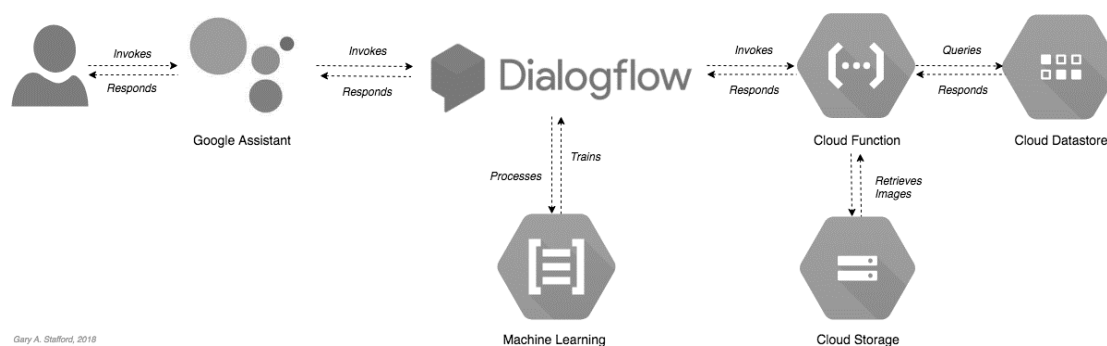 Invokes
Responds
Google Assistant
Invokes
Responds
Dialogflow
Invokes
Responds
Cloud Function
Queries
Responds
Cloud Datastore
Processes
Trains
Machine Learning
Retrieves
Images
Cloud Storage
Gary A. Stafford, 2018